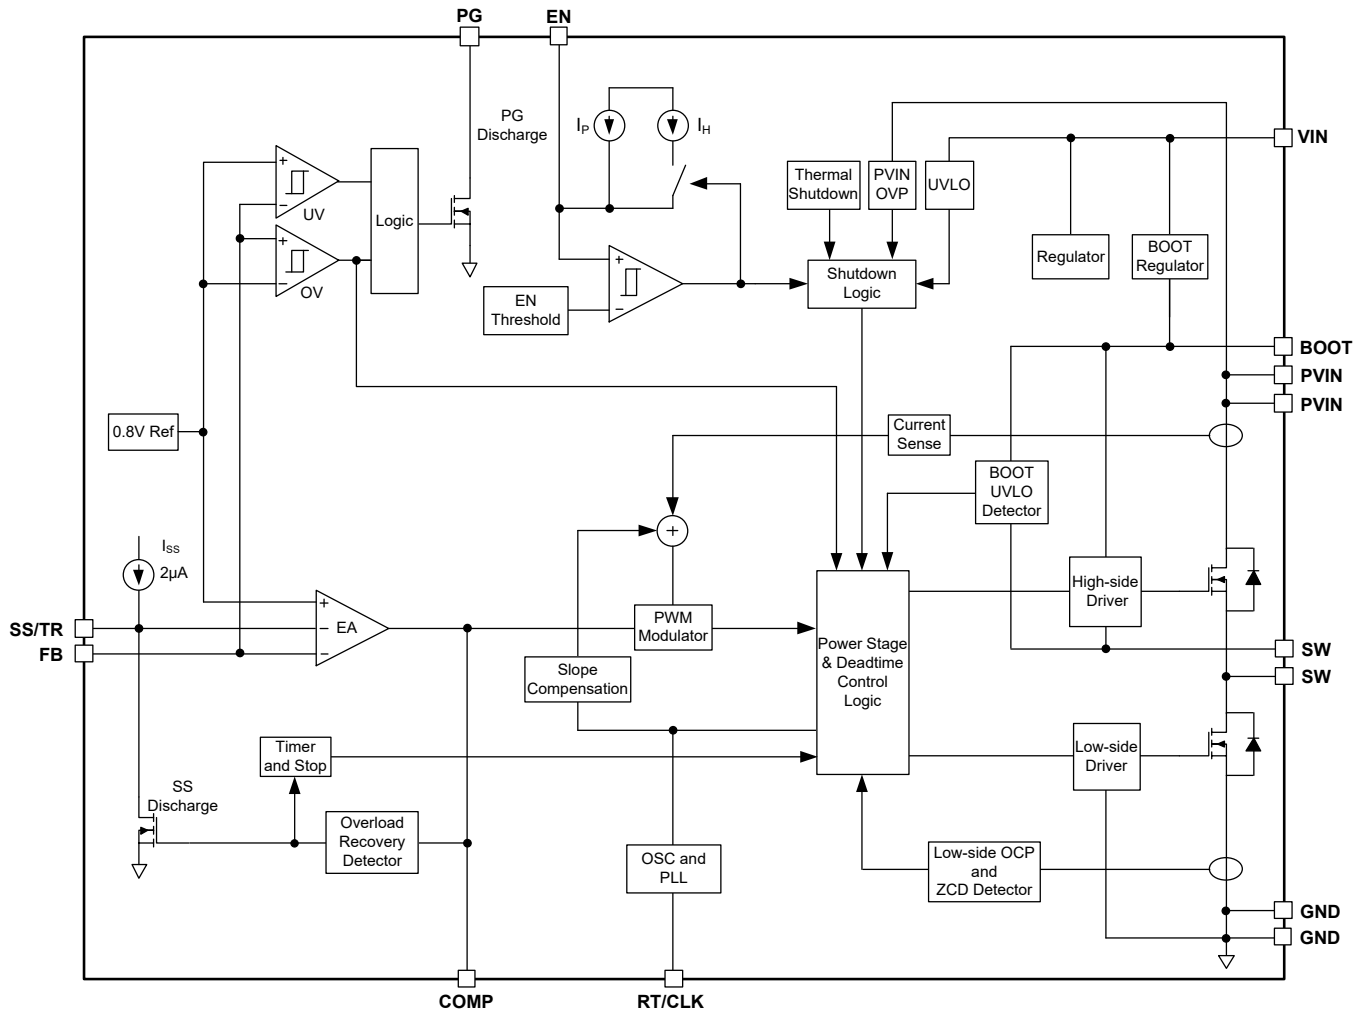 PG
EN
PG
Discharge
IP
IH
VIN
+
−
UV
Logic
Thermal
Shutdown
PVIN
OVP
UVLO
+
−
OV
Regulator
BOOT
Regulator
+
−
EN
Threshold
Shutdown
Logic
BOOT
PVIN
PVIN
0.8V Ref
Current
Sense
BOOT
UVLO
Detector
+
ISS
2µA
High-side
Driver
SS/TR
FB
+
−
−
EA
PWM
Modulator
Power Stage
& Deadtime
Control
Logic
SW
SW
Slope
Compensation
Timer
and Stop
Low-side
Driver
SS
Discharge
Overload
Recovery
Detector
OSC and
PLL
Low-side OCP
and
ZCD Detector
GND
GND
COMP
RT/CLK